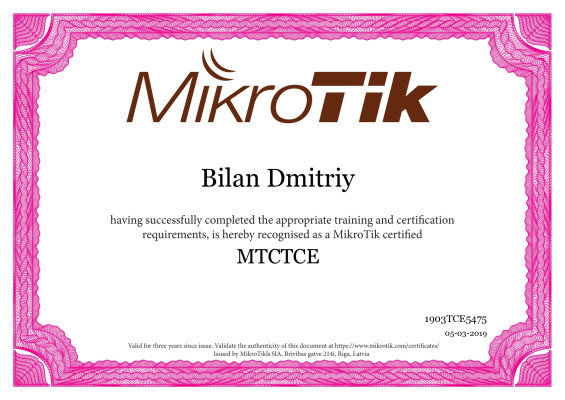 MikroTik
Bilan Dmitriy
having successfully completed the appropriate training and certification
requirements, is hereby recognised as a MikroTik certified
MTCTCE
1903TCE5475
05-03-2019
Valid for three years since issue. Validate the authenticity of this document at https://www.mikrotik.com/certificates/
Issued by MikroTikls SIA, Brivibas gatve 214i, Riga, Latvia